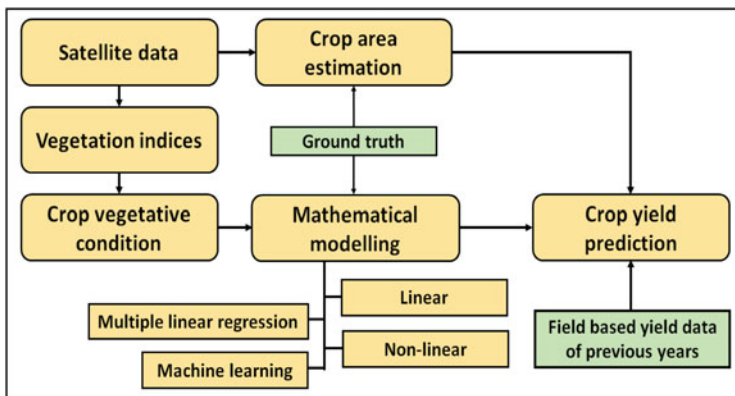 Satellite data
Crop area
estimation
Vegetation indices
Ground truth
Crop vegetative
condition
Mathematical
modelling
Crop yield
prediction
Linear
Multiple linear regression
Non-linear
Machine learning
Field based yield data
of previous years